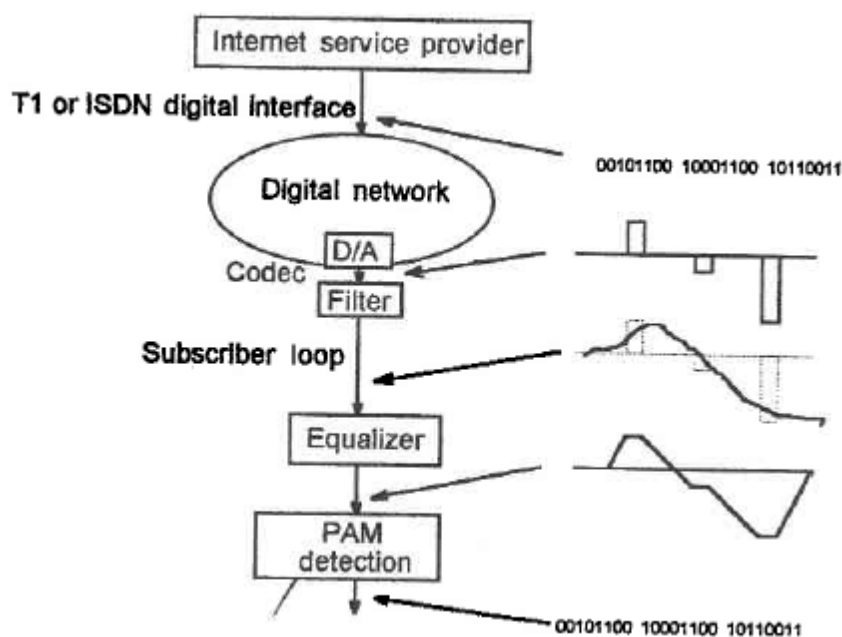 Internet service provider
T1 or ISDN digital interface
00101100 10001100 10110011
Digital network
D/A
Codec
Filter
Subscriber loop
Equalizer
PAM
detection
00101100 10001100 10110011